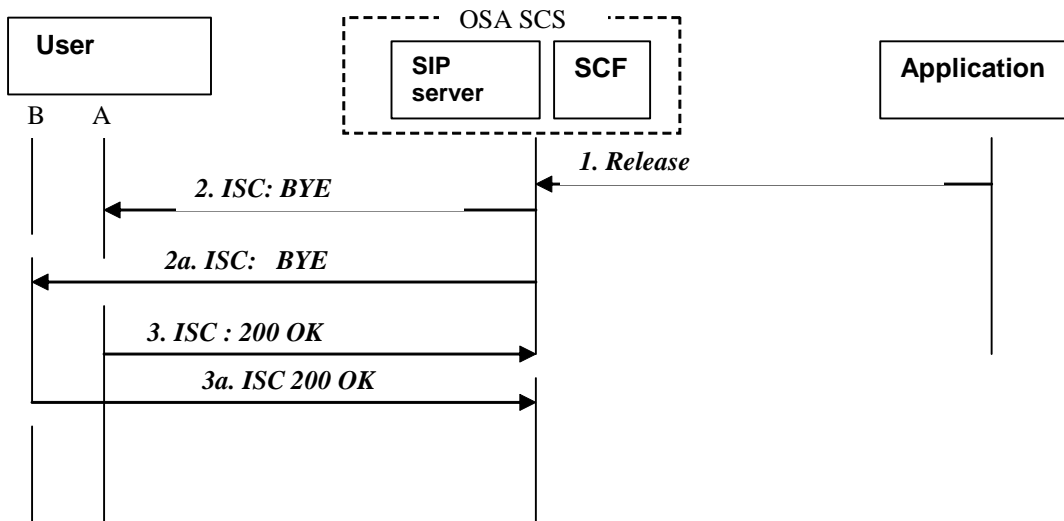 OSA SCS
User
SIP
server
SCF
Application
B A
1. Release
2. ISC: BYE
2a. ISC: BYE
3. ISC : 200 OK
3a. ISC 200 OK